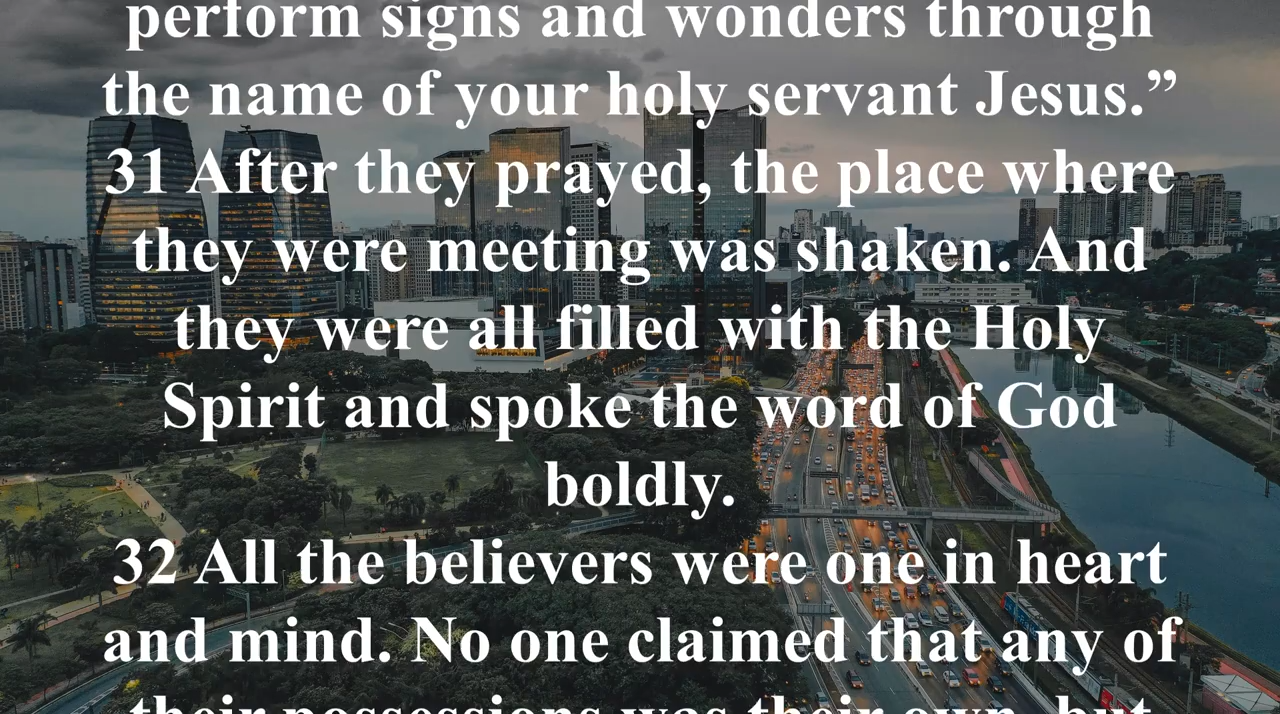 perform signs and wonders through
the name of your holy servant Jesus.”
31 After they prayed, the place where
they were meeting was shaken. And
they were all filled with the Holy
Spirit and spoke the word of God
boldly.
32 All the believers were one in heart
and mind. No one claimed that any of
their possessions was their own, but